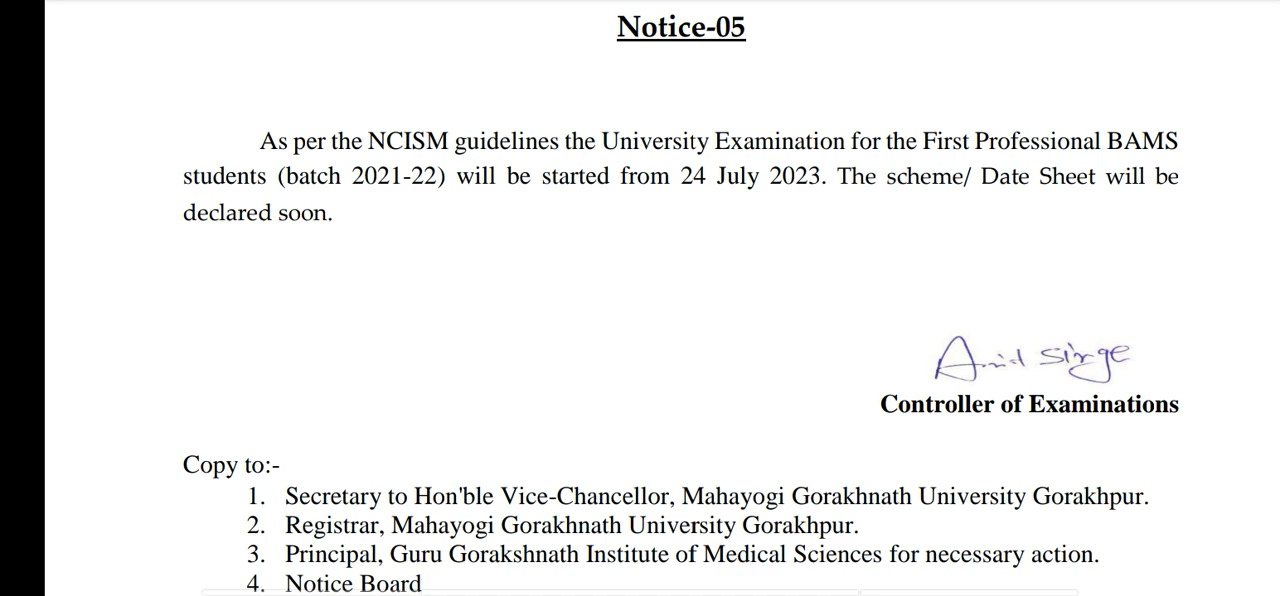 Notice-05
As per the NCISM guidelines the University Examination for the First Professional BAMS
students (batch 2021-22) will be started from 24 July 2023. The scheme/ Date Sheet will be
declared soon.
Controller of Examinations
Copy to:-
1. Secretary to Hon'ble Vice-Chancellor, Mahayogi Gorakhnath University Gorakhpur.
2. Registrar, Mahayogi Gorakhnath University Gorakhpur.
3. Principal, Guru Gorakshnath Institute of Medical Sciences for necessary action.
4. Notice Board